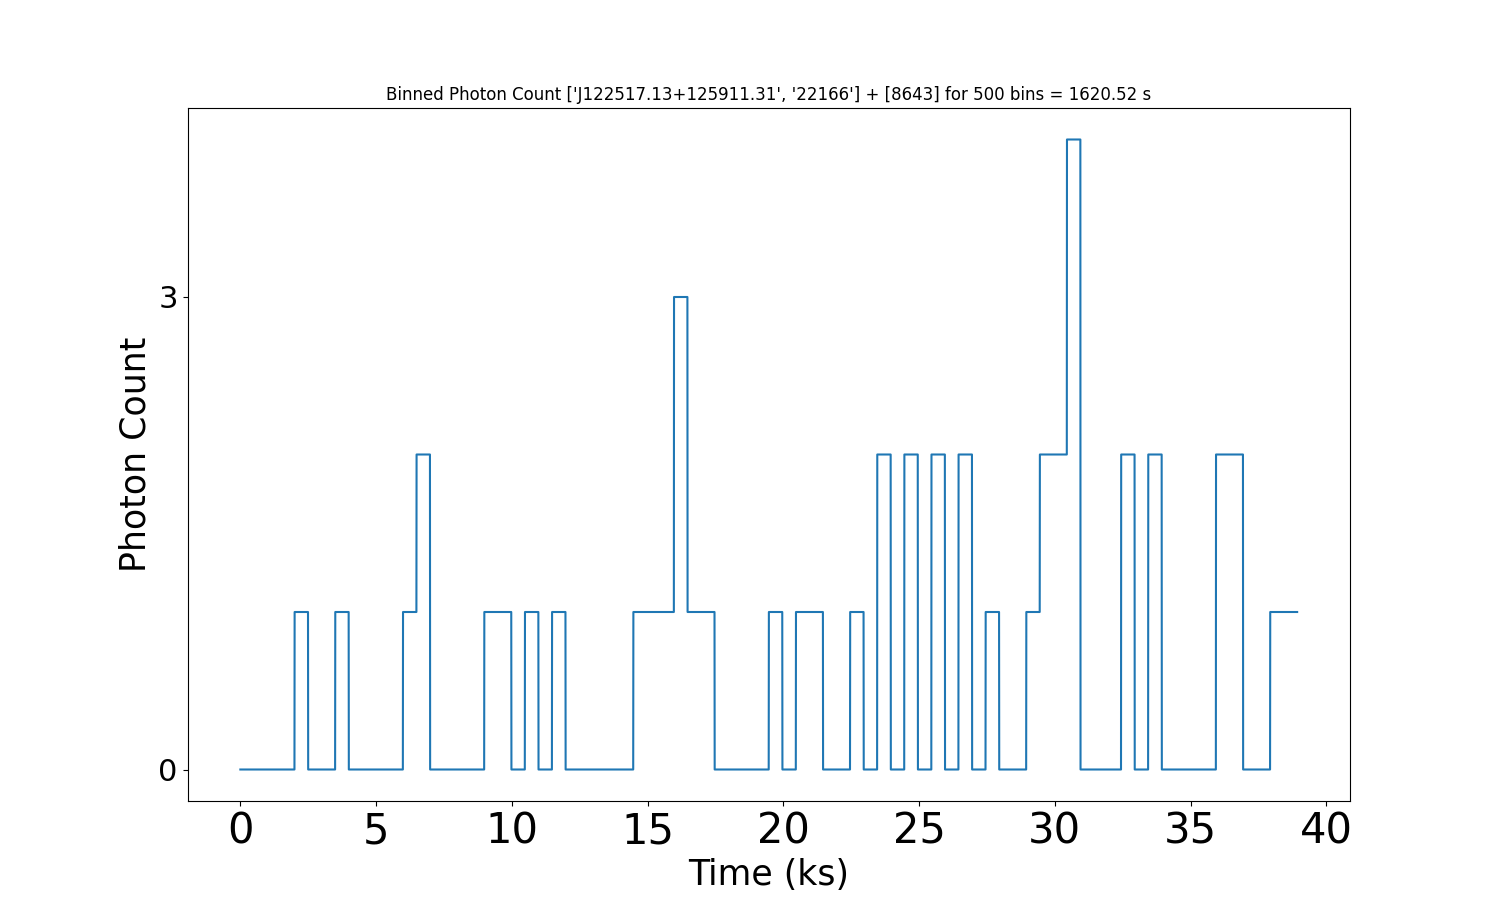 Binned Photon Count ['J122517.13+125911.31', '22166'] + [8643] for 500 bins = 1620.52 s
Photon Count
3
0
0 5 10 15 20 25 30 35 40
Time (ks)